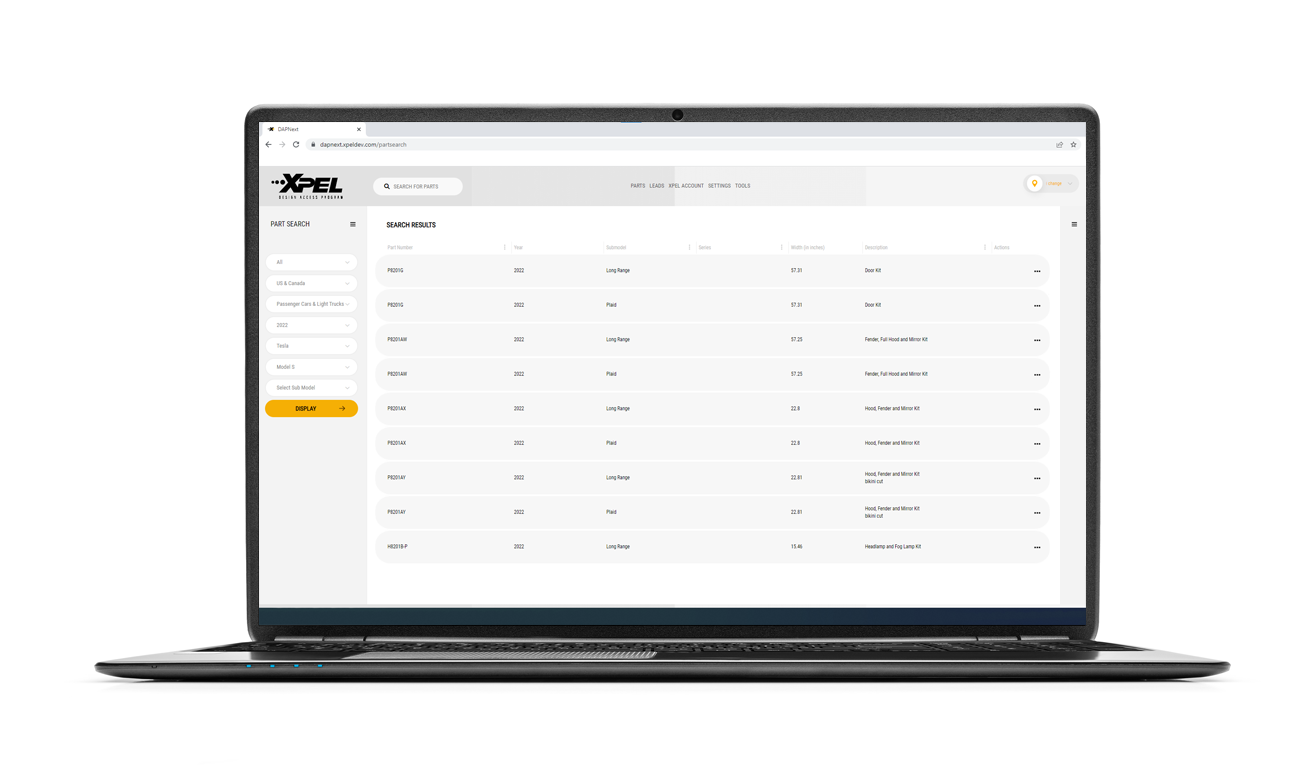 DAPNext
dapnext.xpeldev.com/partsearch
XPEL
DESIGN ACCESS PROGRAM
SEARCH FOR PARTS
PARTS LEADS XPEL ACCOUNT SETTINGS TOOLS
PART SEARCH
All
US & Canada
Passenger Cars & Light Trucks
2022
Tesla
Model S
Select Sub Model
DISPLAY
SEARCH RESULTS
Part Number Year Submodel Series Width (in inches) Description Actions
P8201G 2022 Long Range 57.31 Door Kit
P8201G 2022 Plaid 57.31 Door Kit
P8201AW 2022 Long Range 57.25 Fender, Full Hood and Mirror Kit
P8201AW 2022 Plaid 57.25 Fender, Full Hood and Mirror Kit
P8201AX 2022 Long Range 22.8 Hood, Fender and Mirror Kit
P8201AX 2022 Plaid 22.8 Hood, Fender and Mirror Kit
P8201AY 2022 Long Range 22.81 Hood, Fender and Mirror Kit
bikini cut
P8201AY 2022 Plaid 22.81 Hood, Fender and Mirror Kit
bikini cut
H8201B-P 2022 Long Range 15.46 Headlamp and Fog Lamp Kit